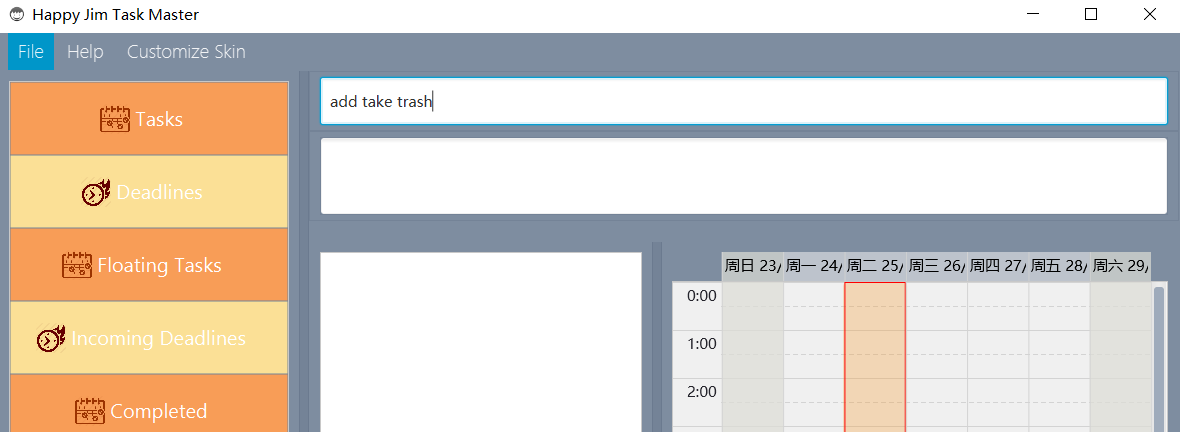 Happy Jim Task Master
File Help Customize Skin
Tasks
Deadlines
Floating Tasks
Incoming Deadlines
Completed
add take trash
周日 23/ 周一 24/ 周二 25/ 周三 26/ 周四 27/ 周五 28/ 周六 29/
0:00
1:00
2:00